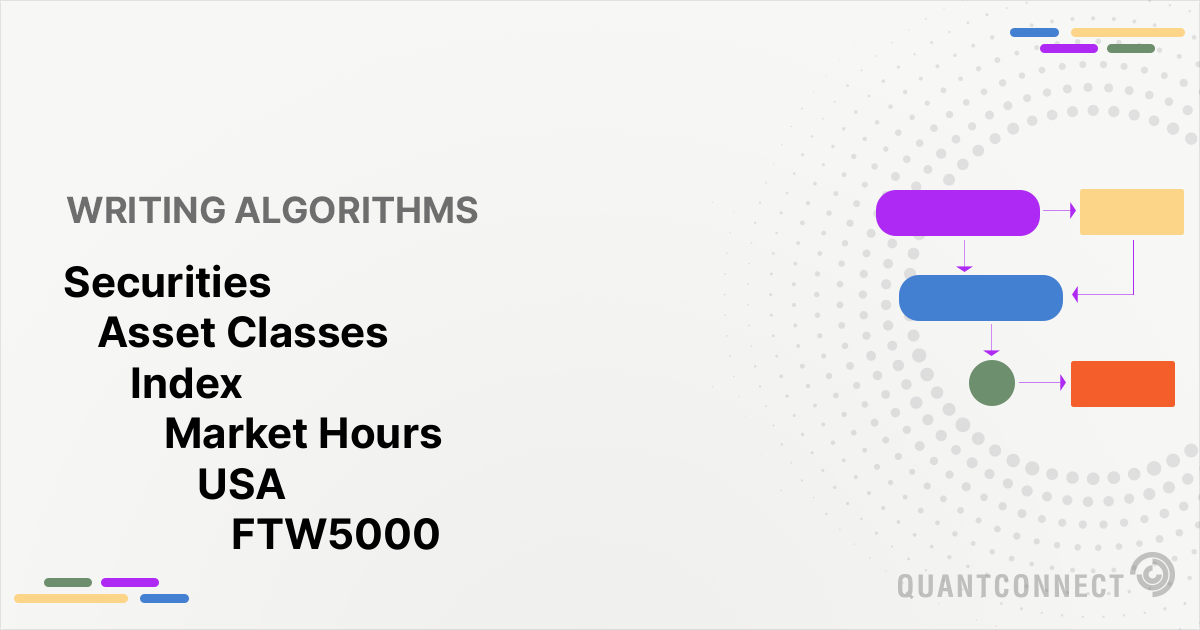 WRITING ALGORITHMS
Securities
Asset Classes
Index
Market Hours
USA
FTW5000
QUANTCONNECT